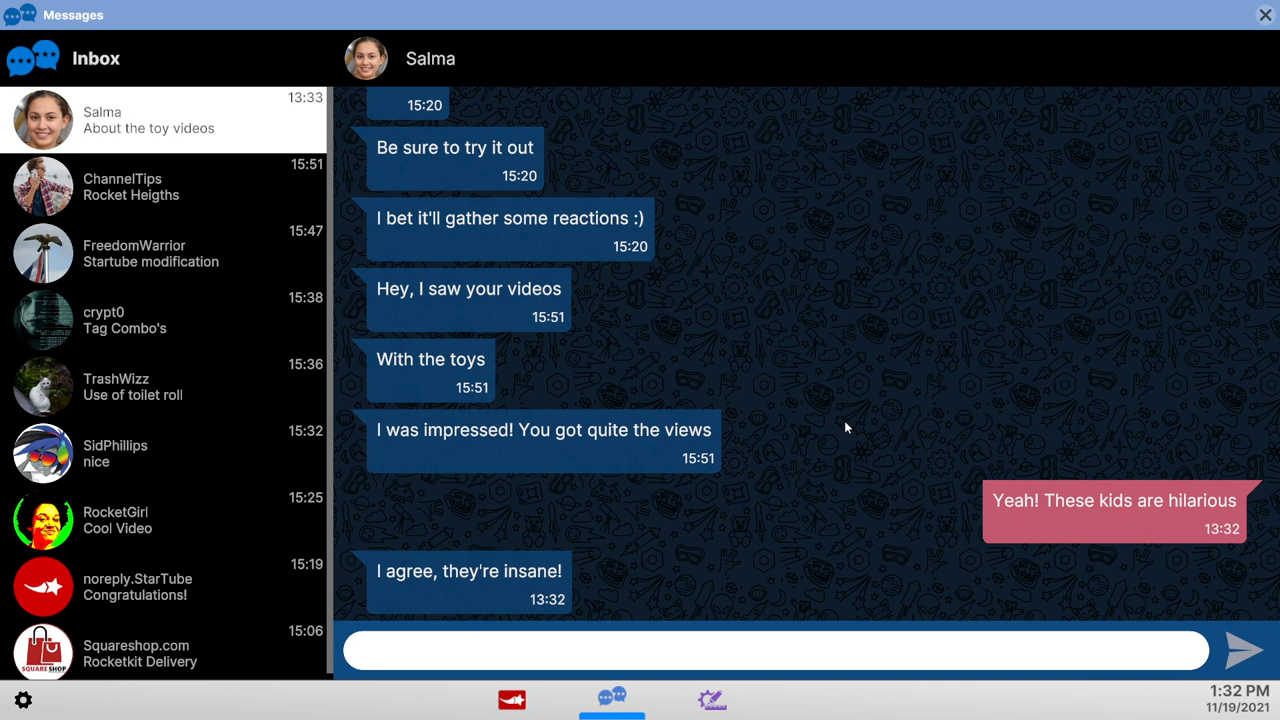 Messages
Inbox
Salma
13:33
Salma
About the toy videos
15:51
ChannelTips
Rocket Heigths
15:47
FreedomWarrior
Startube modification
15:38
crypt0
Tag Combo's
15:36
TrashWizz
Use of toilet roll
15:32
SidPhillips
nice
15:25
RocketGirl
Cool Video
15:19
noreply.StarTube
Congratulations!
15:06
Squareshop.com
Rocketkit Delivery
SQUARE SHOP
15:20
Be sure to try it out
15:20
I bet it'll gather some reactions :)
15:20
Hey, I saw your videos
15:51
With the toys
15:51
I was impressed! You got quite the views
15:51
Yeah! These kids are hilarious
13:32
I agree, they're insane!
13:32
1:32 PM
11/19/2021